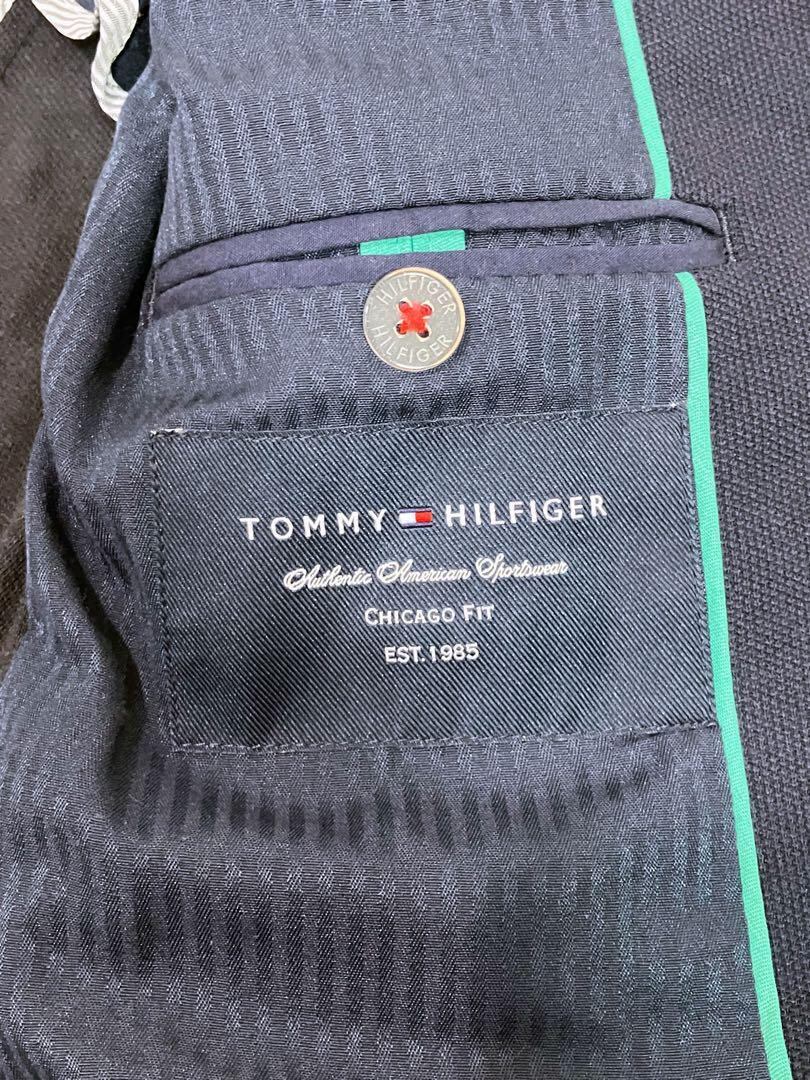 HILFIGER
HILFIGER
TOMMY HILFIGER
Authentic American Sportswear
CHICAGO FIT
EST.1985